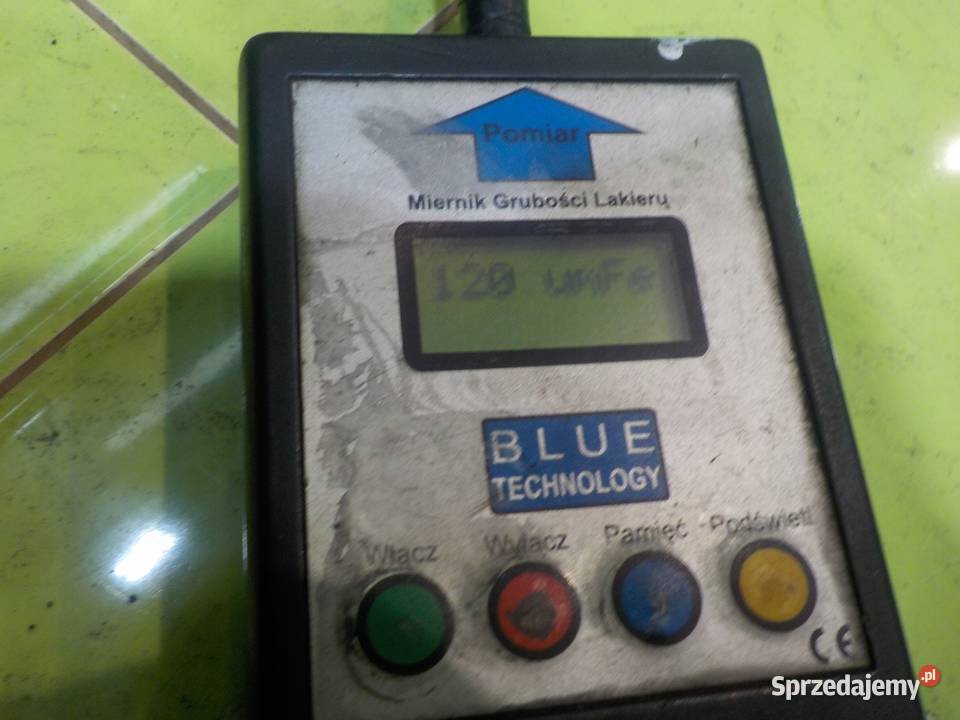 Pomiar
Miernik Grubości Lakieru
120 umFe
BLUE
TECHNOLOGY
Włącz Wyłącz Pamięć Podświetl
CE
Sprzedajemy.pl